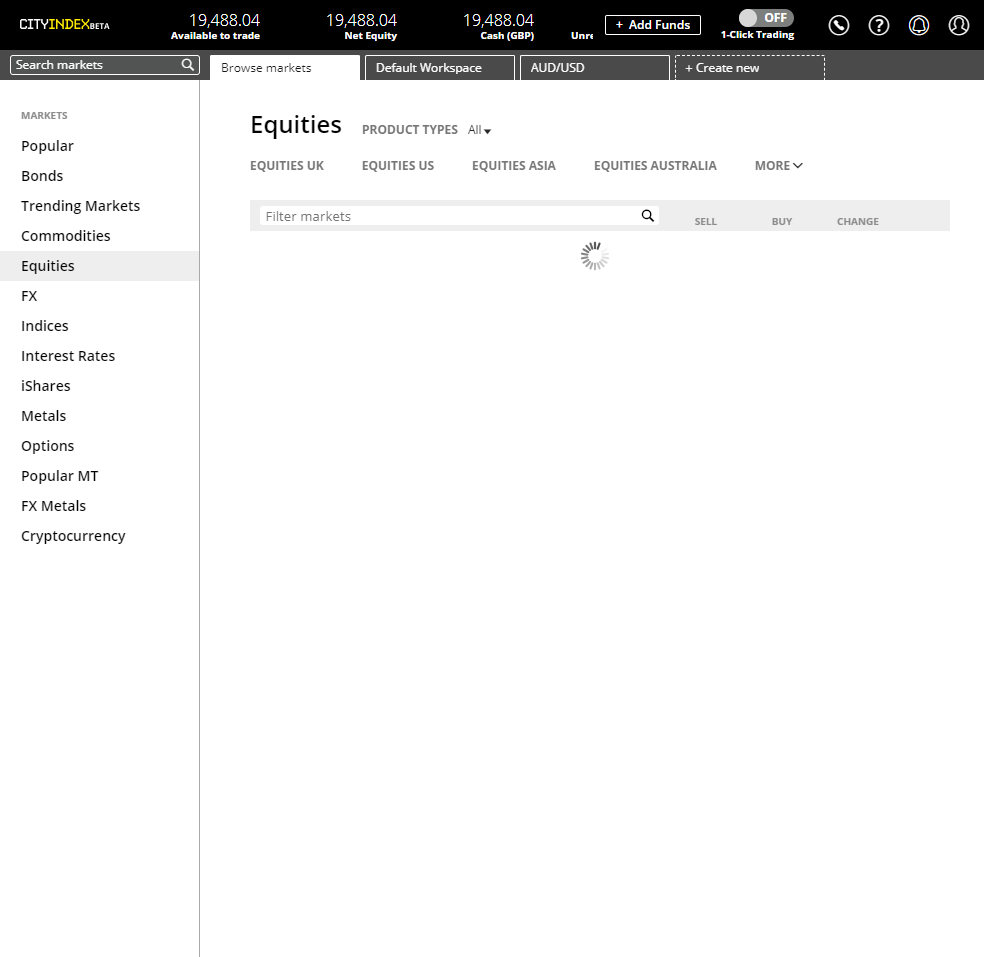 CITYINDEXBETA
19,488.04 19,488.04 19,488.04 + Add Funds OFF
Available to trade Net Equity Cash (GBP) Unre 1-Click Trading
Search markets Browse markets Default Workspace AUD/USD + Create new
MARKETS
Popular
Bonds
Trending Markets
Commodities
Equities
FX
Indices
Interest Rates
iShares
Metals
Options
Popular MT
FX Metals
Cryptocurrency
Equities PRODUCT TYPES All
EQUITIES UK EQUITIES US EQUITIES ASIA EQUITIES AUSTRALIA MORE
Filter markets SELL BUY CHANGE